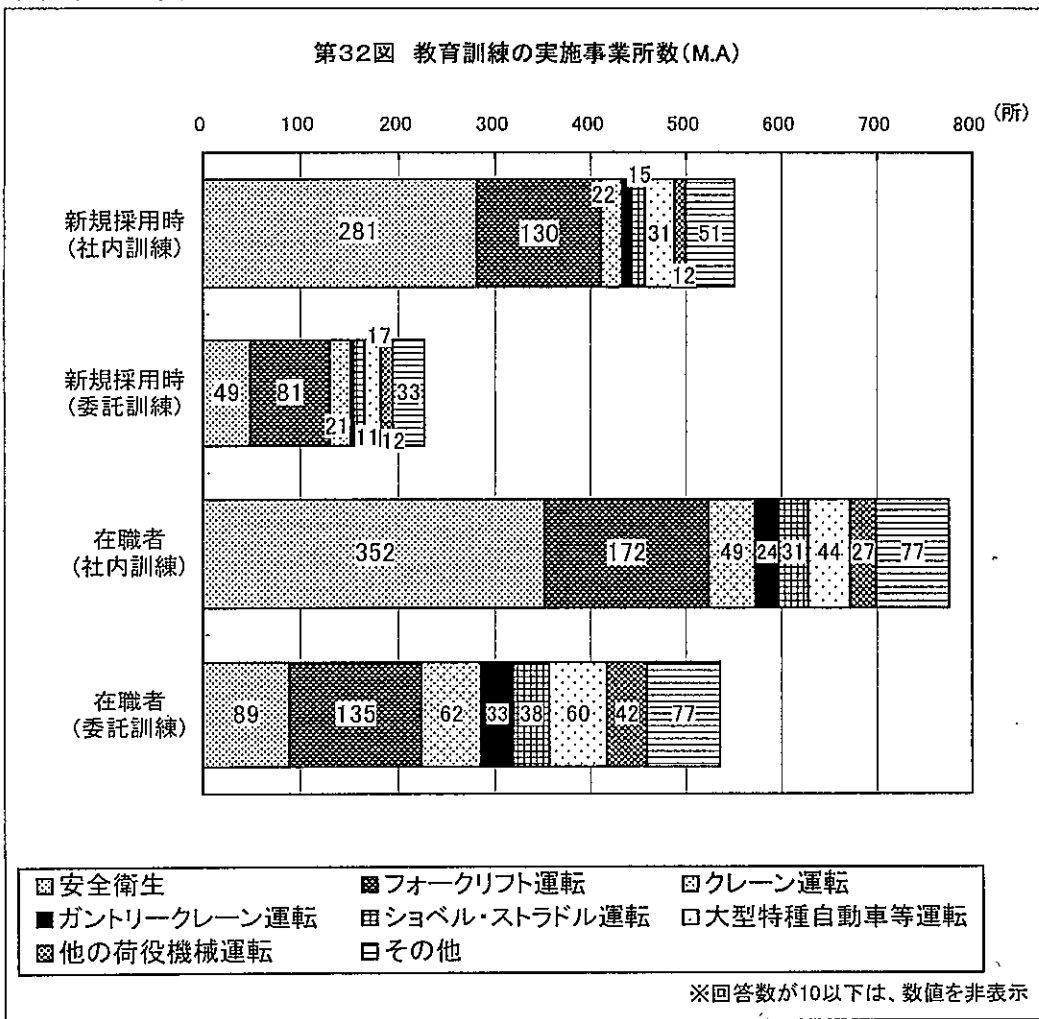 第32図 教育訓練の実施事業所数(M.A)
0 100 200 300 400 500 600 700 800 (所)
新規採用時
(社内訓練)
281 130 22 15 31 12 51
新規採用時
(委託訓練)
49 81 21 11 17 12 33
在職者
(社内訓練)
352 172 49 24 31 44 27 77
在職者
(委託訓練)
89 135 62 33 38 60 42 77
安全衛生 フォークリフト運転 クレーン運転
ガントリークレーン運転 ショベル・ストラドル運転 大型特種自動車等運転
他の荷役機械運転 その他
※回答数が10以下は、数値を非表示